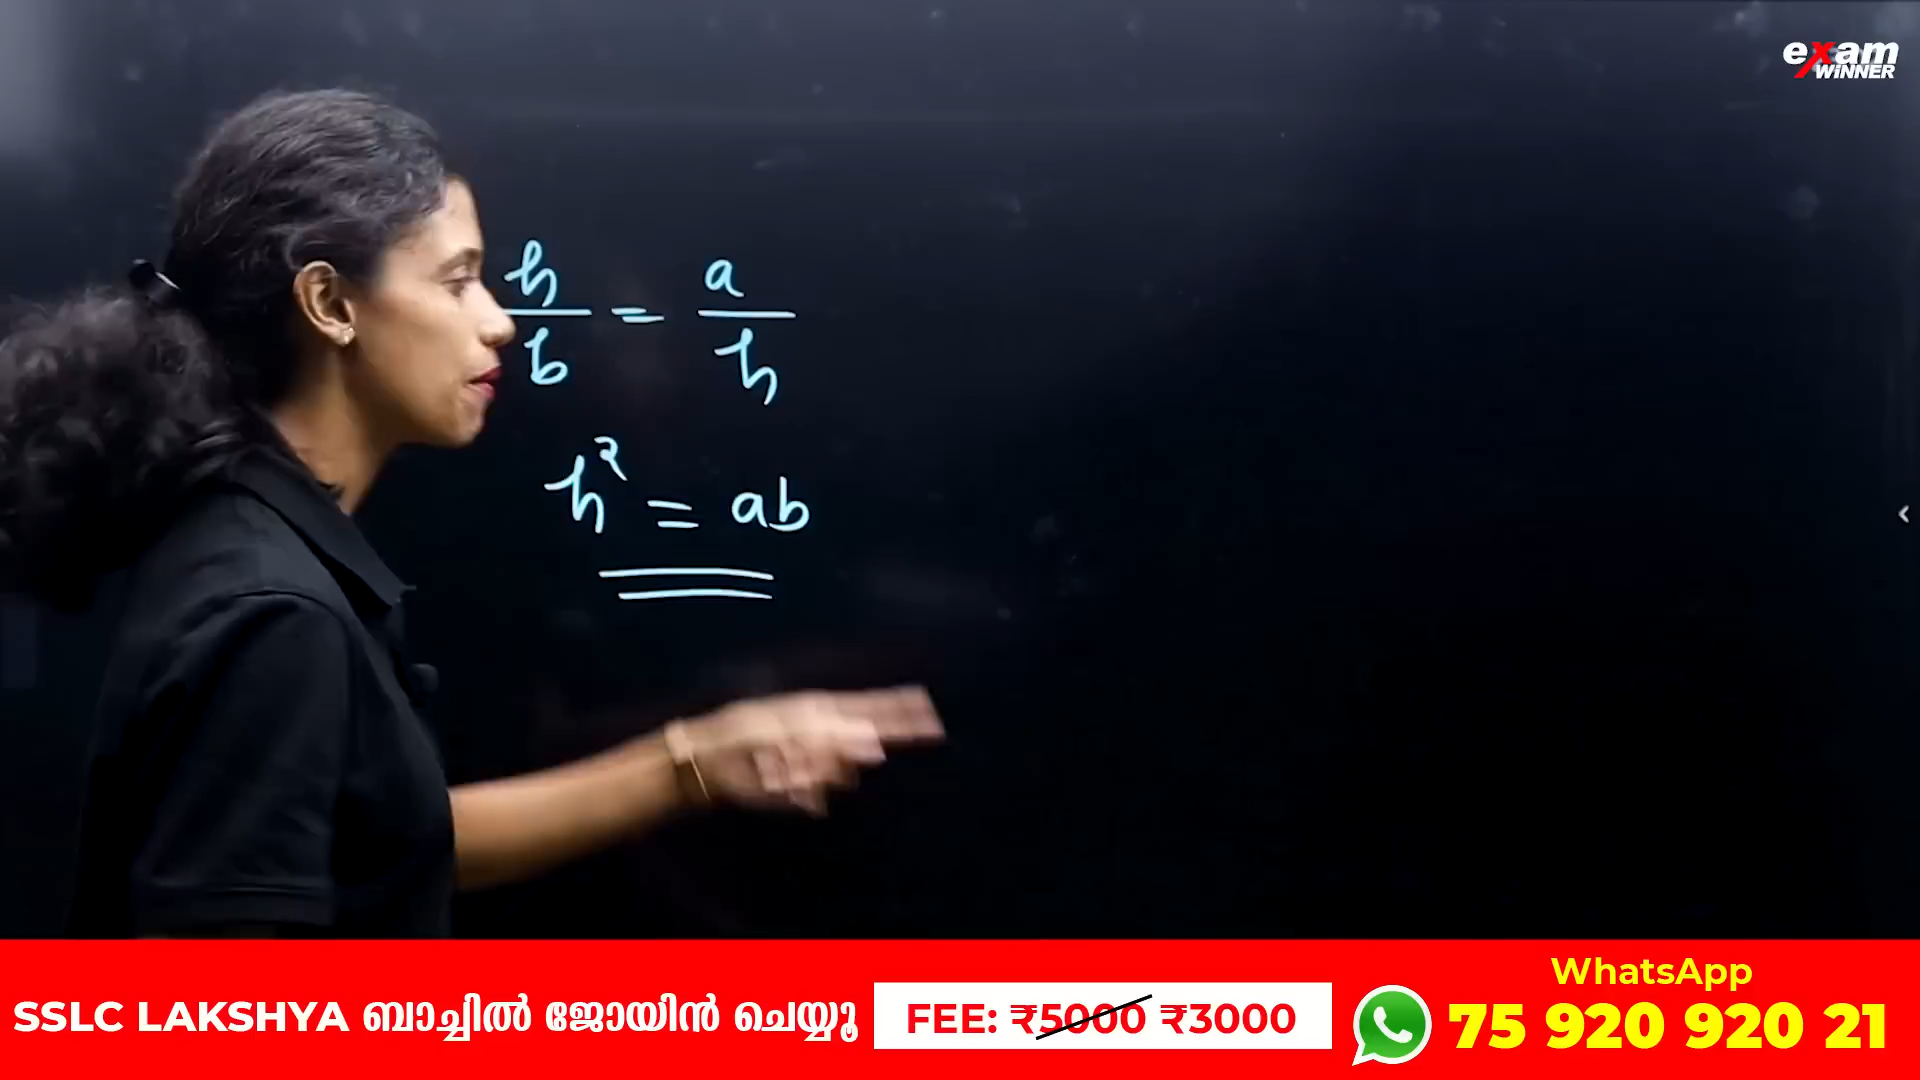 exam
WINNER
h/b = a/h
h² = ab
SSLC LAKSHYA ബാച്ചിൽ ജോയിൻ ചെയ്യൂ
FEE: ₹5000 ₹3000
WhatsApp
75 920 920 21